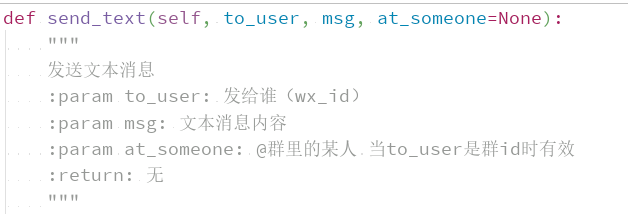 def send_text(self, to_user, msg, at_someone=None):
    """
    发送文本消息
    :param to_user: 发给谁（wx_id）
    :param msg: 文本消息内容
    :param at_someone: @群里的某人 当to_user是群id时有效
    :return: 无
    """